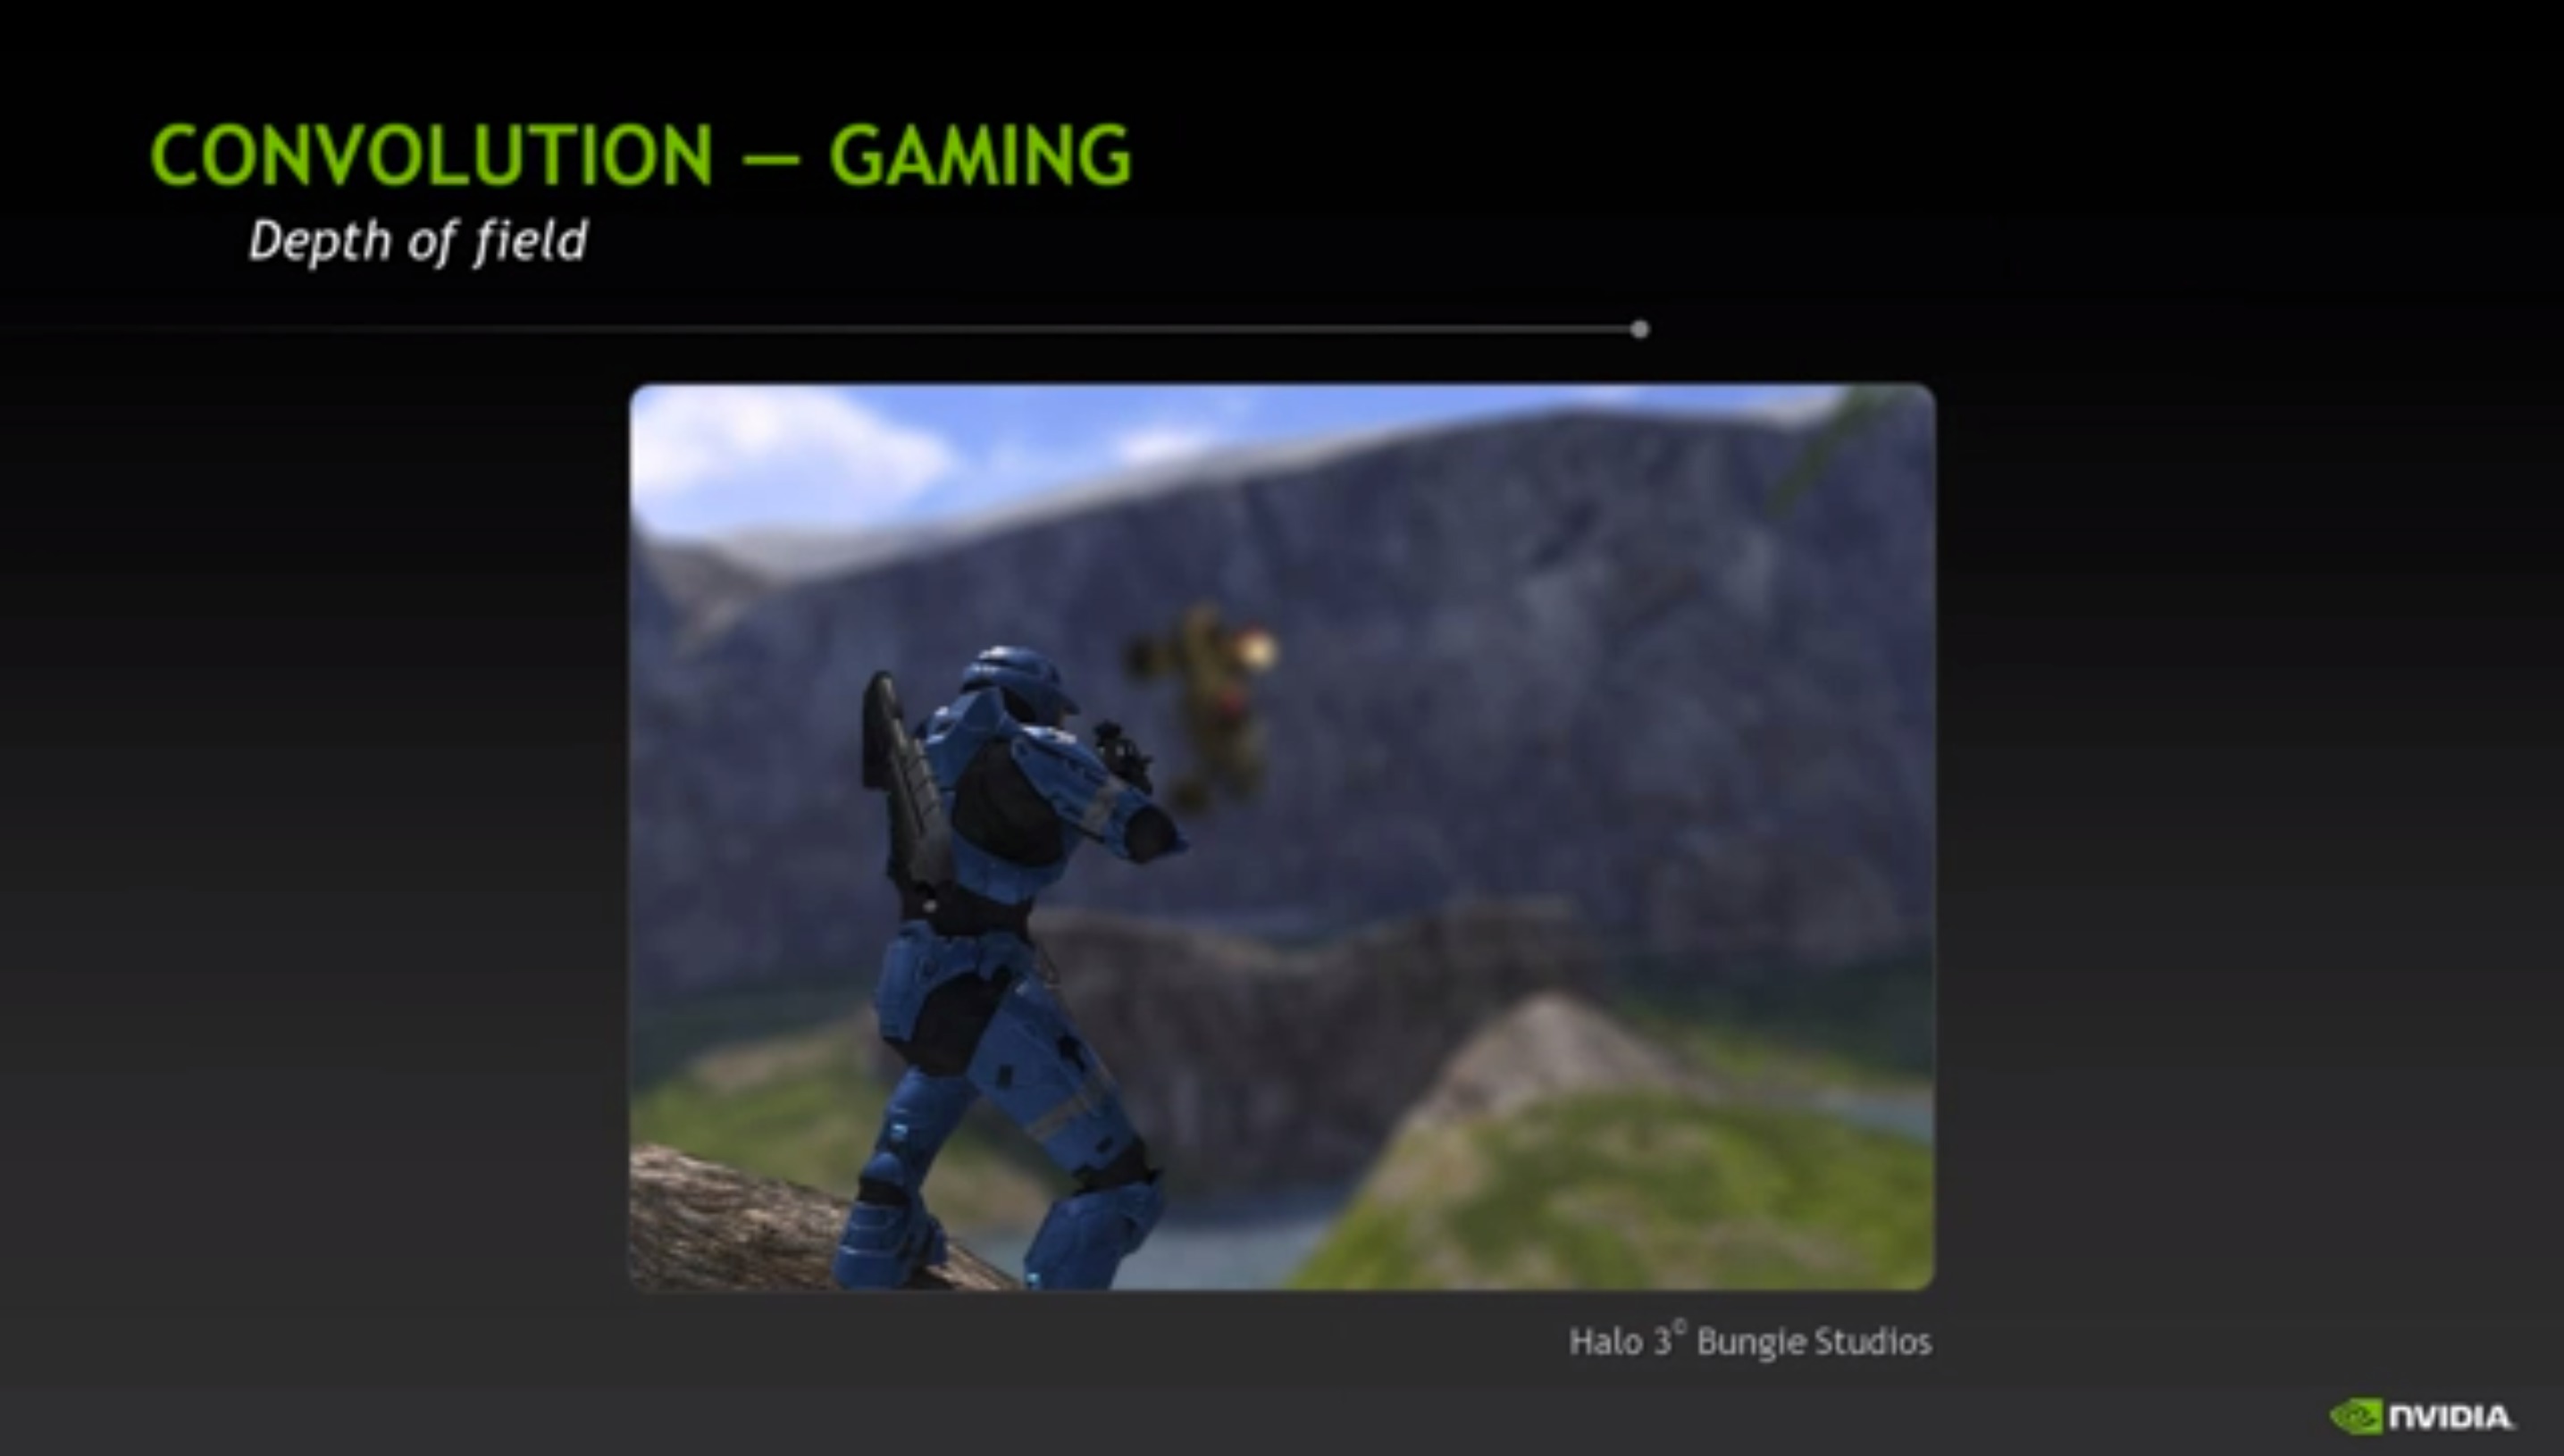 CONVOLUTION — GAMING
Depth of field
Halo 3© Bungie Studios
NVIDIA